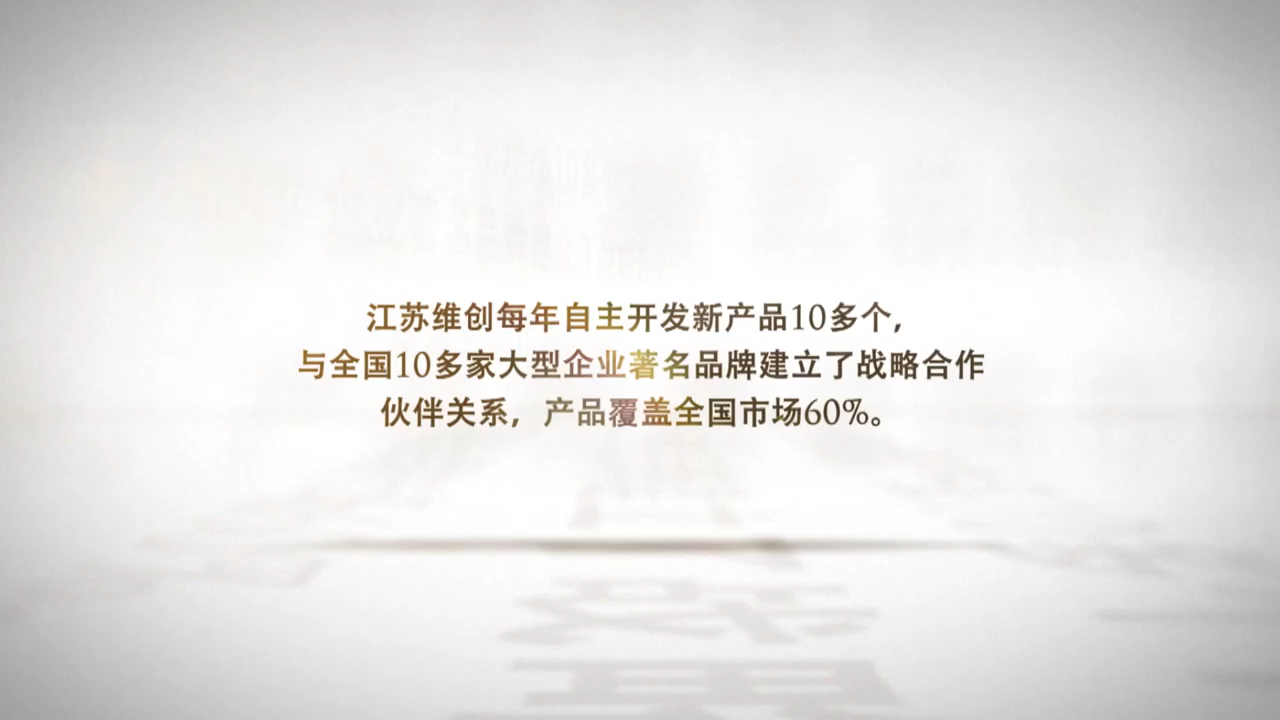 江苏维创每年自主开发新产品10多个，
与全国10多家大型企业著名品牌建立了战略合作
伙伴关系，产品覆盖全国市场60%。